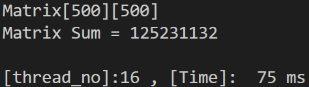 Matrix[500][500]
Matrix Sum = 125231132
[thread_no]:16 , [Time]:  75 ms